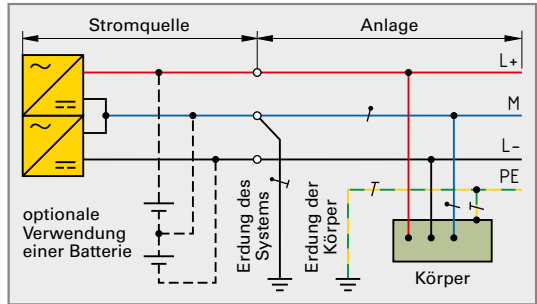 Stromquelle
Anlage
L+
M
L-
PE
optionale
Verwendung
einer Batterie
Erdung des
Systems
Erdung der
Körper
Körper